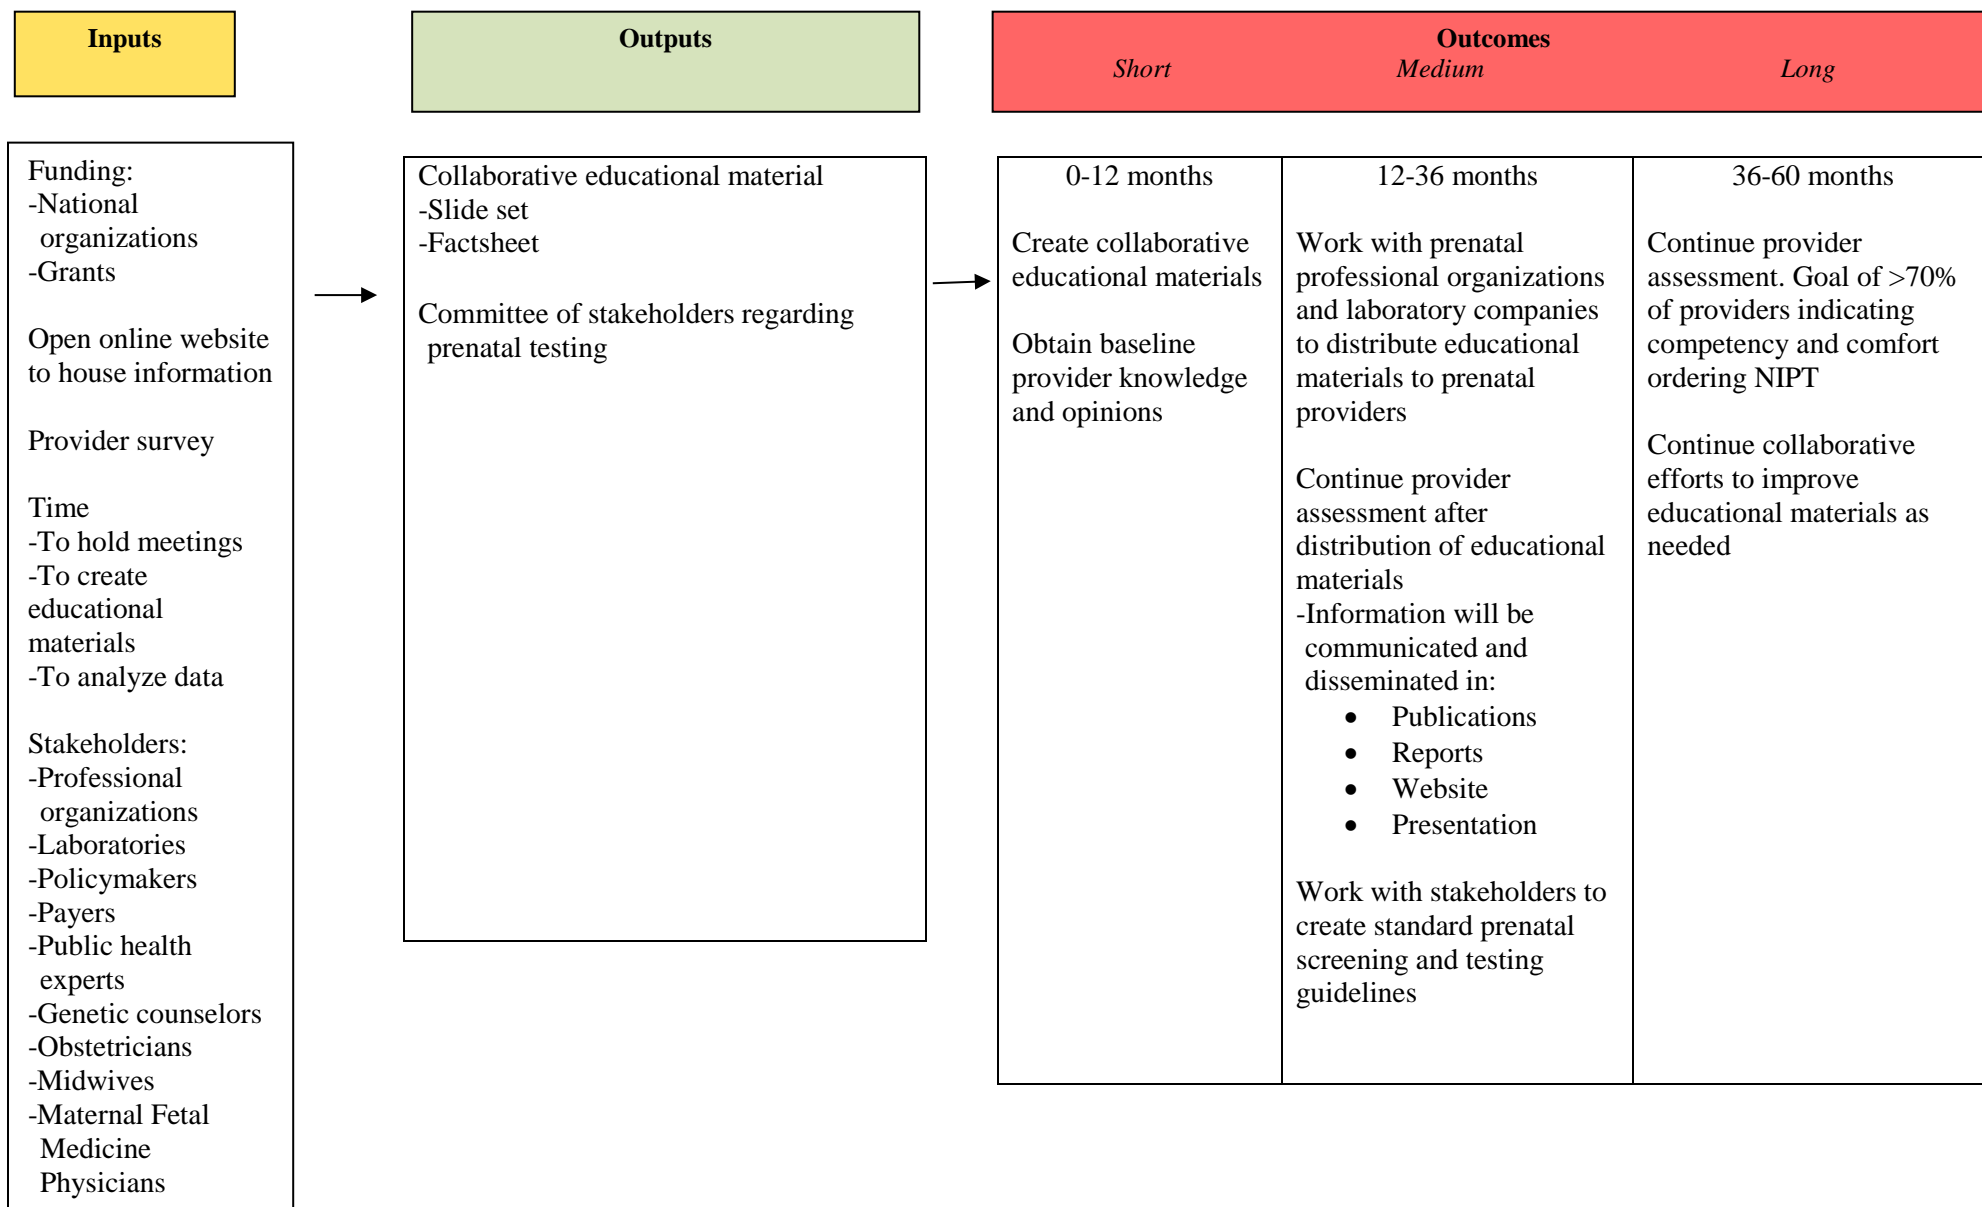 Inputs
Outputs
Outcomes
Short Medium Long
Funding:
-National
organizations
-Grants
Open online website
to house information
Provider survey
Time
-To hold meetings
-To create
educational
materials
-To analyze data
Stakeholders:
-Professional
organizations
-Laboratories
-Policymakers
-Payers
-Public health
experts
-Genetic counselors
-Obstetricians
-Midwives
-Maternal Fetal
Medicine
Physicians
Collaborative educational material
-Slide set
-Factsheet
Committee of stakeholders regarding
prenatal testing
0-12 months
Create collaborative
educational materials
Obtain baseline
provider knowledge
and opinions
12-36 months
Work with prenatal
professional organizations
and laboratory companies
to distribute educational
materials to prenatal
providers
Continue provider
assessment after
distribution of educational
materials
-Information will be
communicated and
disseminated in:
• Publications
• Reports
• Website
• Presentation
Work with stakeholders to
create standard prenatal
screening and testing
guidelines
36-60 months
Continue provider
assessment. Goal of >70%
of providers indicating
competency and comfort
ordering NIPT
Continue collaborative
efforts to improve
educational materials as
needed